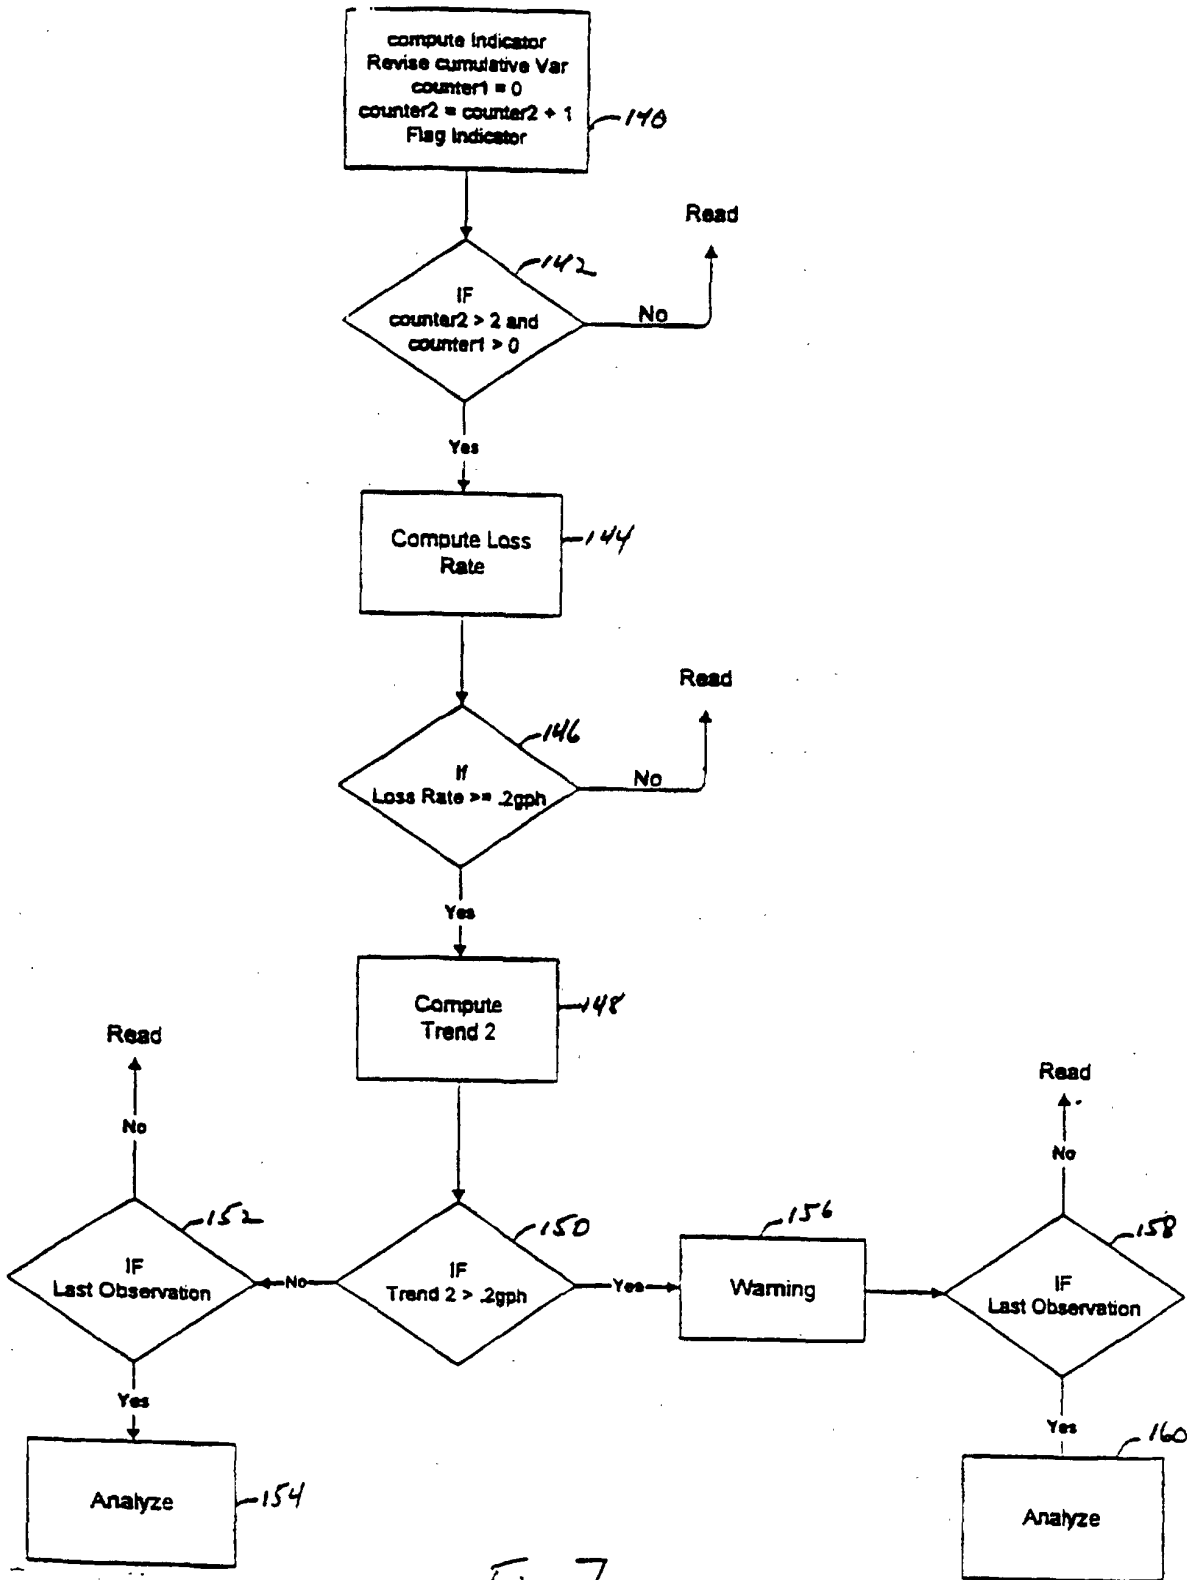 compute Indicator
Revise cumulative Var
counter1 = 0
counter2 = counter2 + 1
Flag Indicator
140
Read
142
IF
counter2 > 2 and
counter1 > 0
No
Yes
Compute Loss
Rate
144
Read
146
If
Loss Rate >= .2gph
No
Yes
Compute
Trend 2
148
Read
No
152
IF
Last Observation
No
150
IF
Trend 2 > .2gph
Yes
156
Warning
Read
No
158
IF
Last Observation
Yes
Analyze
154
Yes
160
Analyze